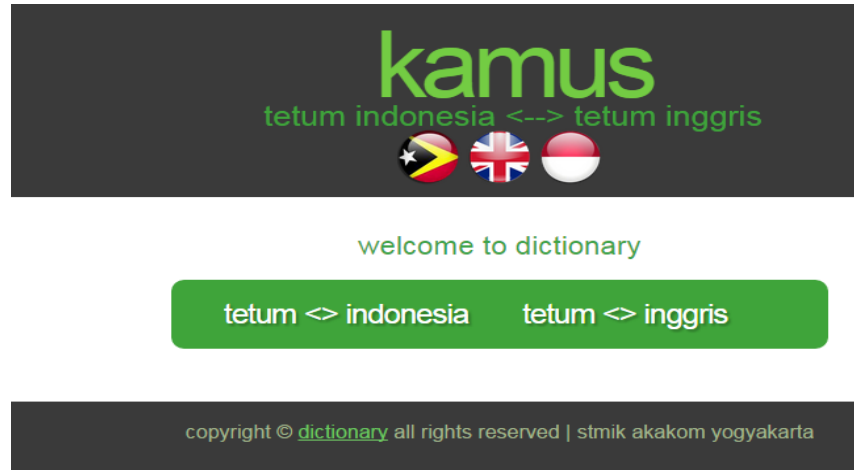 kamus
tetum indonesia <--> tetum inggris
welcome to dictionary
tetum <> indonesia tetum <> inggris
copyright © dictionary all rights reserved | stmik akakom yogyakarta